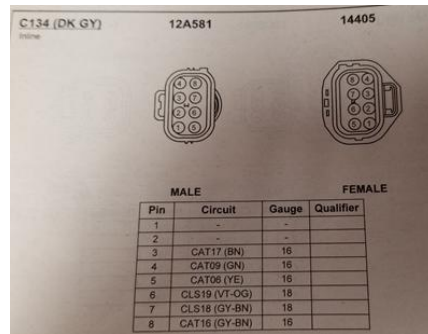 C134 (DK GY) 12A581 14405
Inline
4 8 8 4
3 7 7 3
2 6 6 2
1 5 5 1
MALE FEMALE
Pin Circuit Gauge Qualifier
1 - -
2 - -
3 CAT17 (BN) 16
4 CAT09 (GN) 16
5 CAT06 (YE) 16
6 CLS19 (VT-OG) 18
7 CLS18 (GY-BN) 18
8 CAT16 (GY-BN) 16